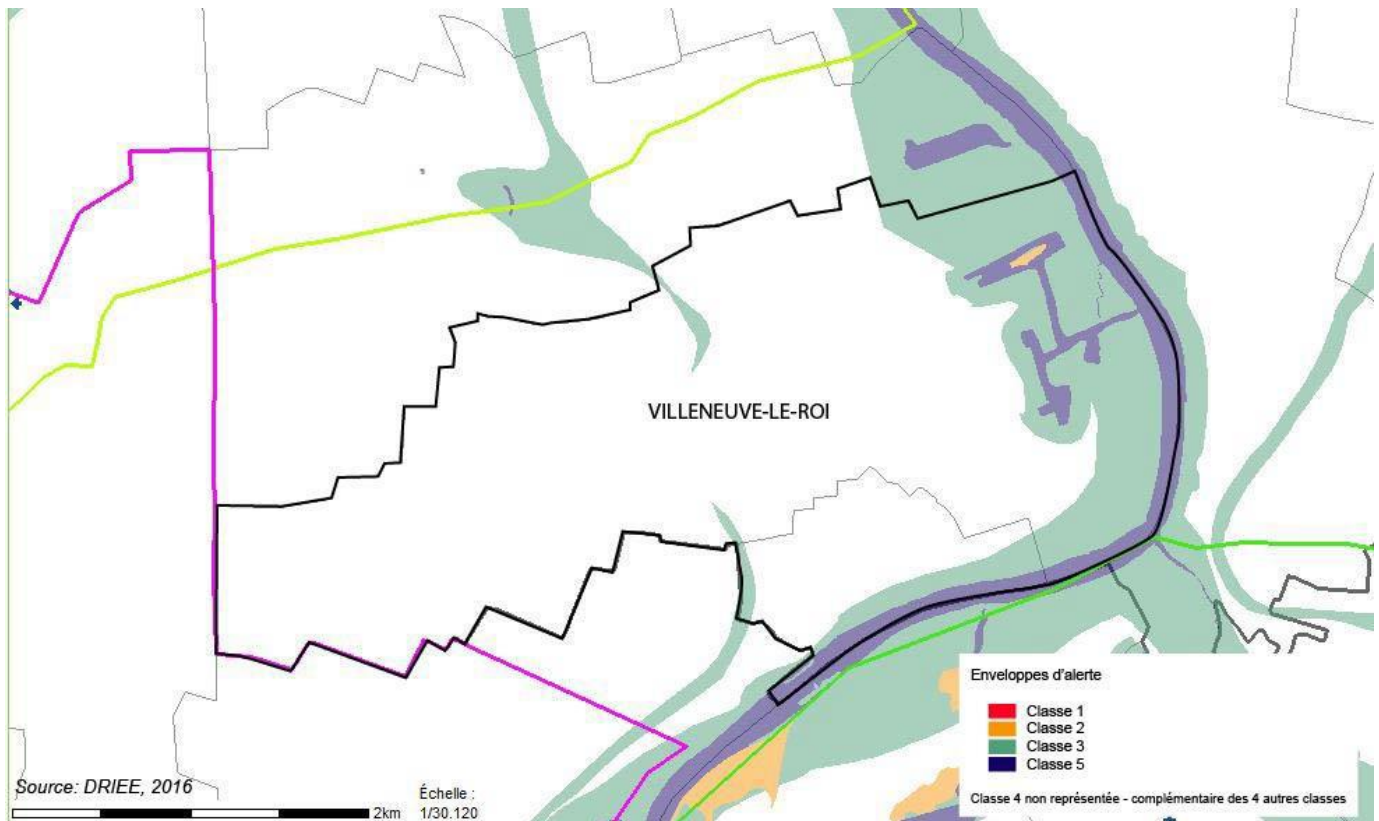 VILLENEUVE-LE-ROI
Enveloppes d'alerte
Classe 1
Classe 2
Classe 3
Classe 5
Classe 4 non représentée - complémentaire des 4 autres classes
Source: DRIEE, 2016
2km
Échelle :
1/30.120